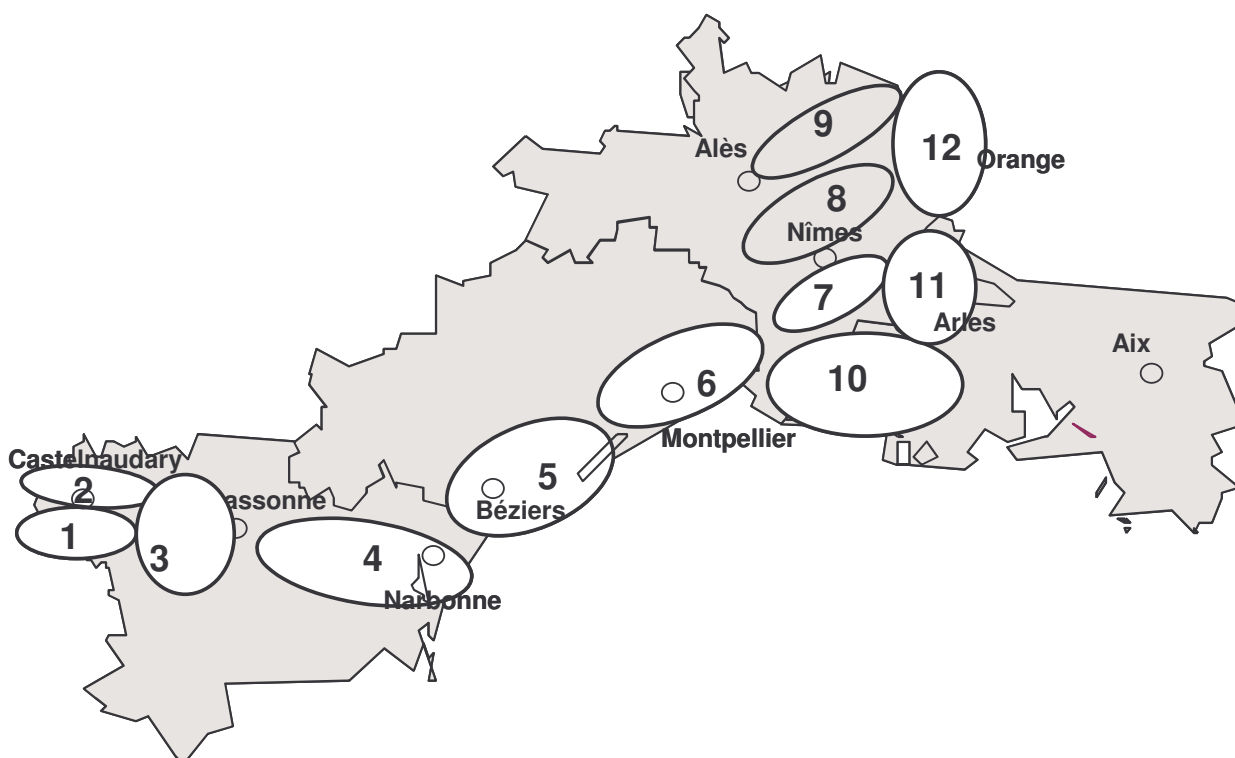 9
12
Alès
Orange
8
Nîmes
11
7
Arles
Aix
10
6
Montpellier
Castelnaudary
5
2
assonne
Béziers
1
3
4
Narbonne